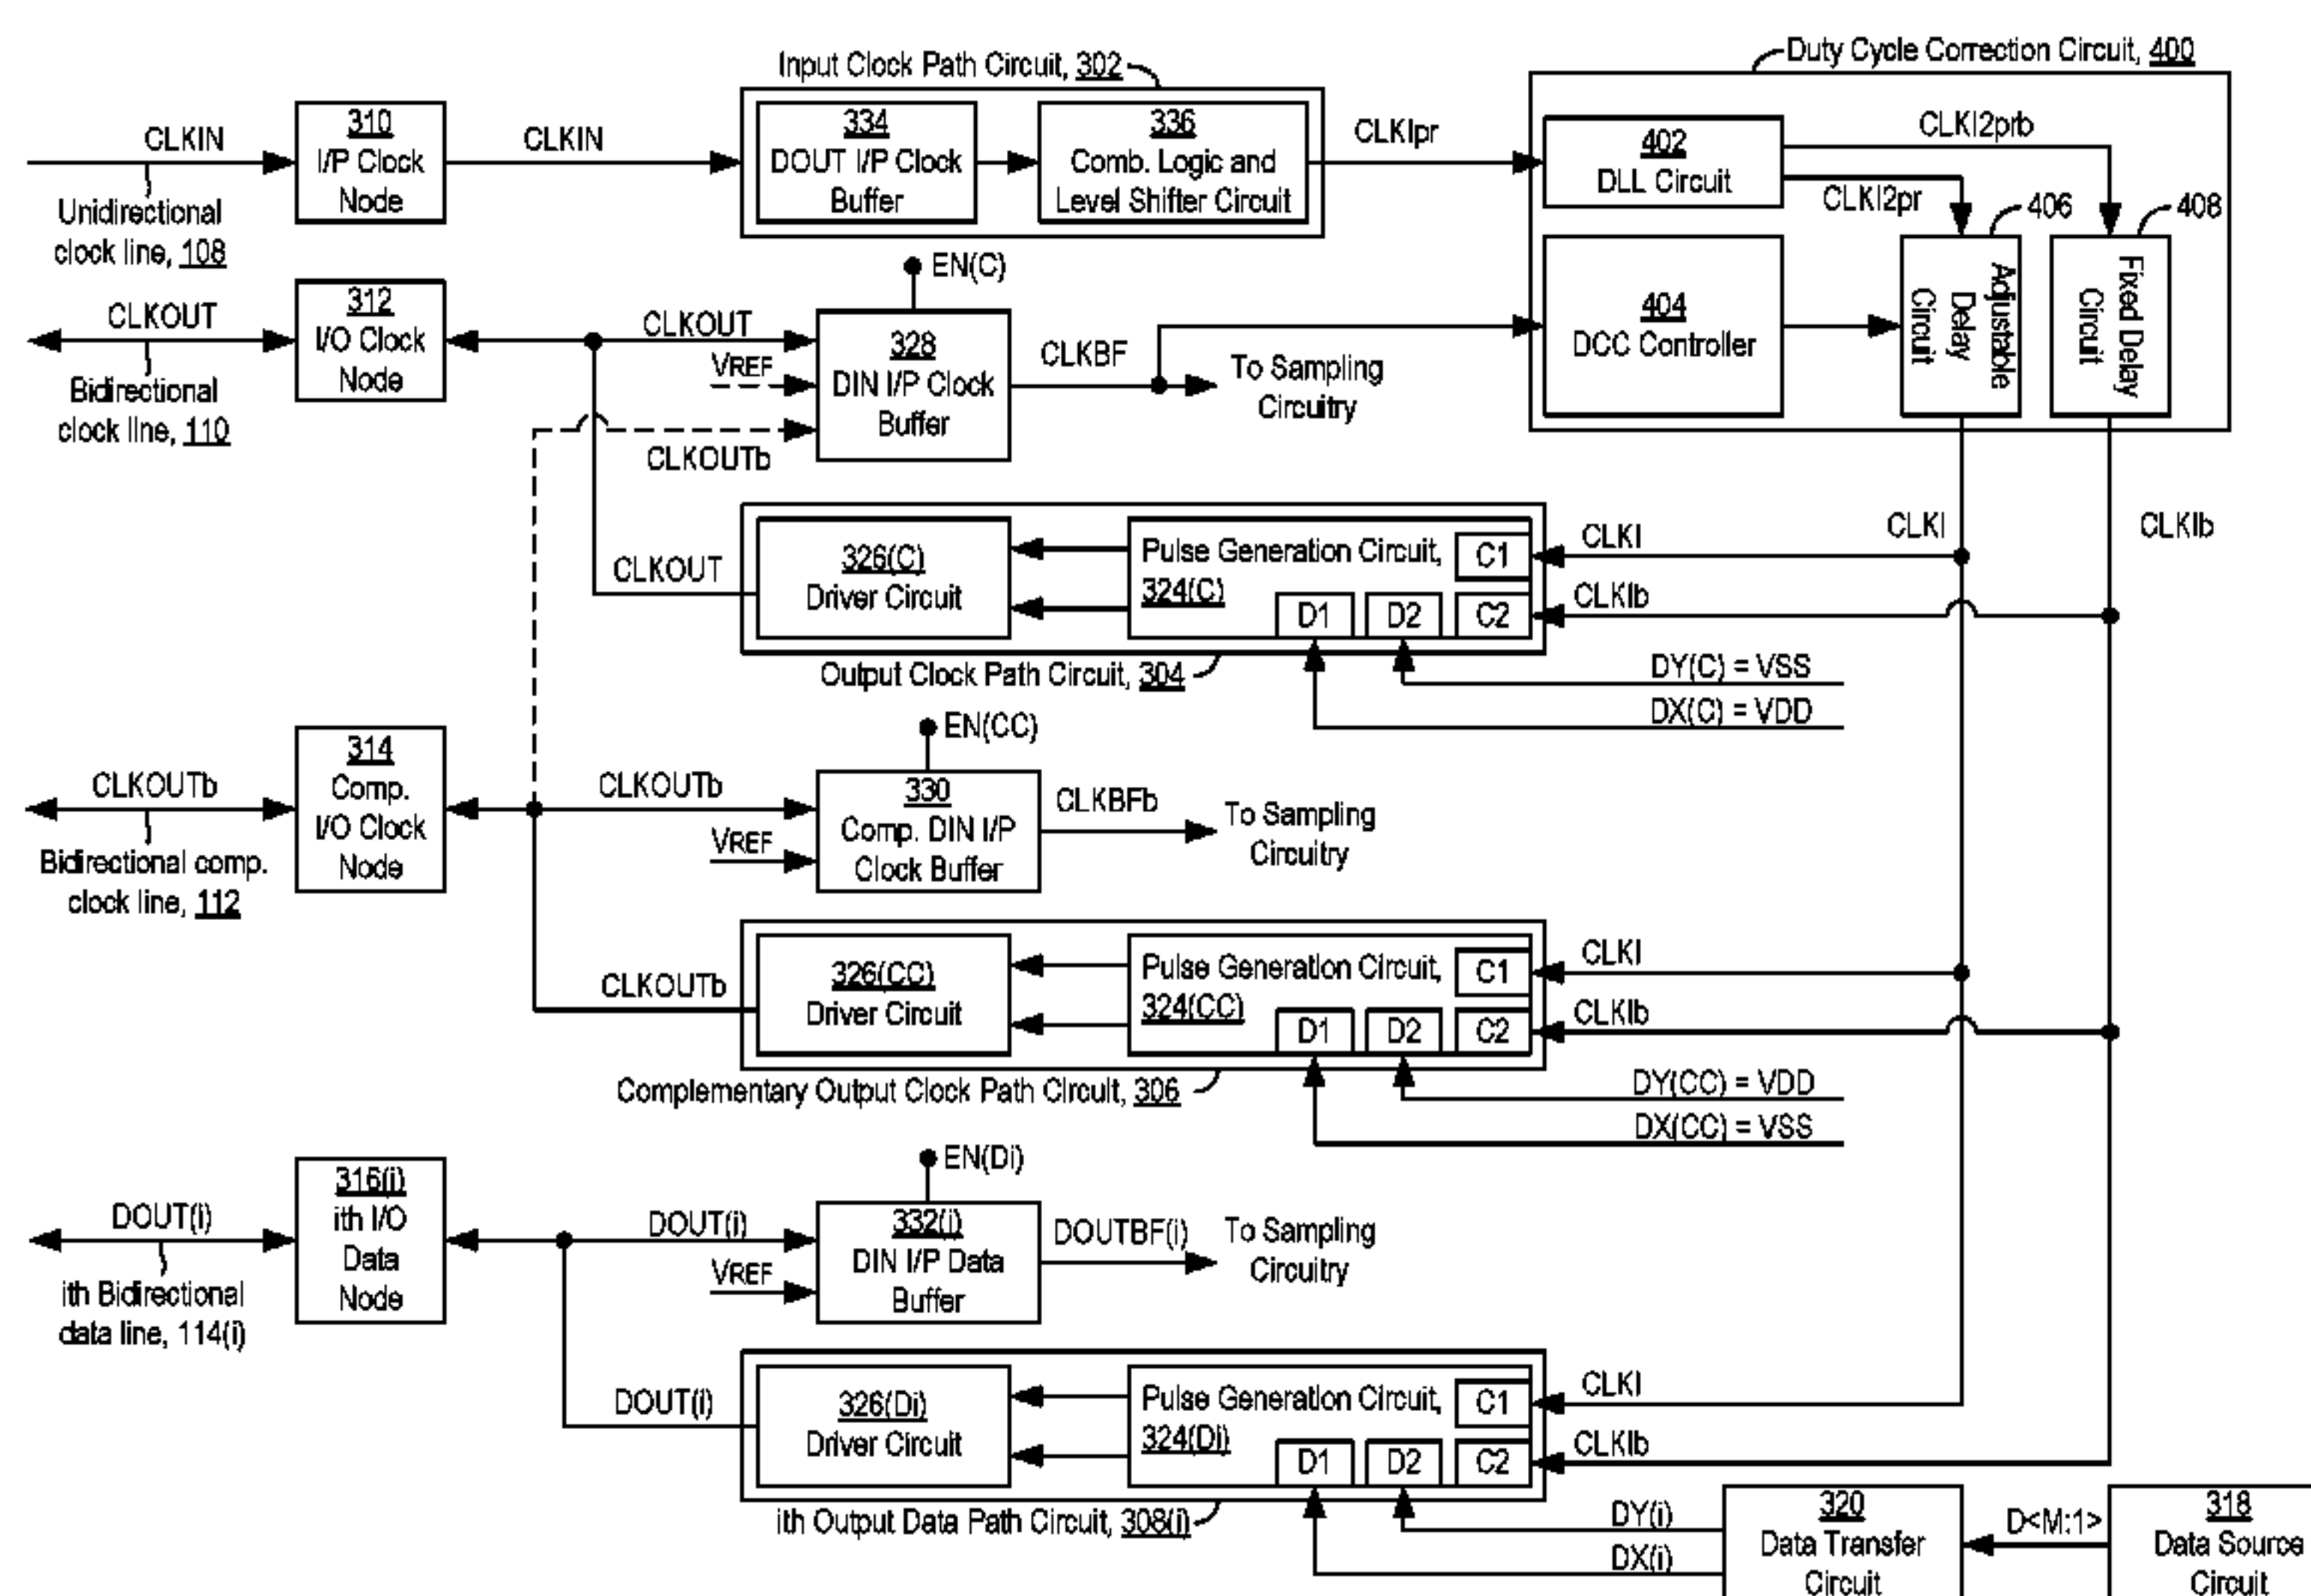 Input Clock Path Circuit, 302
Duty Cycle Correction Circuit, 400
CLKIN
310
I/P Clock
Node
CLKIN
334
DOUT I/P Clock
Buffer
336
Comb. Logic and
Level Shifter Circuit
CLKIpr
402
DLL Circuit
CLKI2prb
CLKI2pr
406
408
Unidirectional
clock line, 108
EN(C)
404
DCC Controller
Adjustable
Delay
Circuit
Fixed Delay
Circuit
CLKOUT
312
I/O Clock
Node
CLKOUT
VREF
328
DIN I/P Clock
Buffer
CLKBF
To Sampling
Circuitry
Bidirectional
clock line, 110
CLKOUTb
CLKOUT
326(C)
Driver Circuit
Pulse Generation Circuit,
324(C)
D1
D2
C1
C2
CLKI
CLKIb
CLKI
CLKIb
Output Clock Path Circuit, 304
DY(C) = VSS
DX(C) = VDD
EN(CC)
CLKOUTb
314
Comp.
I/O Clock
Node
CLKOUTb
VREF
330
Comp. DIN I/P
Clock Buffer
CLKBFb
To Sampling
Circuitry
Bidirectional comp.
clock line, 112
CLKOUTb
326(CC)
Driver Circuit
Pulse Generation Circuit,
324(CC)
D1
D2
C1
C2
CLKI
CLKIb
Complementary Output Clock Path Circuit, 306
DY(CC) = VDD
DX(CC) = VSS
EN(Di)
DOUT(i)
316(i)
ith I/O
Data
Node
DOUT(i)
VREF
332(i)
DIN I/P Data
Buffer
DOUTBF(i)
To Sampling
Circuitry
ith Bidirectional
data line, 114(i)
DOUT(i)
326(Di)
Driver Circuit
Pulse Generation Circuit,
324(Di)
D1
D2
C1
C2
CLKI
CLKIb
ith Output Data Path Circuit, 308(i)
DY(i)
DX(i)
320
Data Transfer
Circuit
D<M:1>
318
Data Source
Circuit